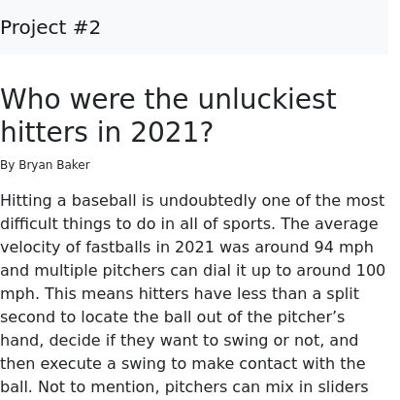 Project #2
Who were the unluckiest
hitters in 2021?
By Bryan Baker
Hitting a baseball is undoubtedly one of the most
difficult things to do in all of sports. The average
velocity of fastballs in 2021 was around 94 mph
and multiple pitchers can dial it up to around 100
mph. This means hitters have less than a split
second to locate the ball out of the pitcher’s
hand, decide if they want to swing or not, and
then execute a swing to make contact with the
ball. Not to mention, pitchers can mix in sliders